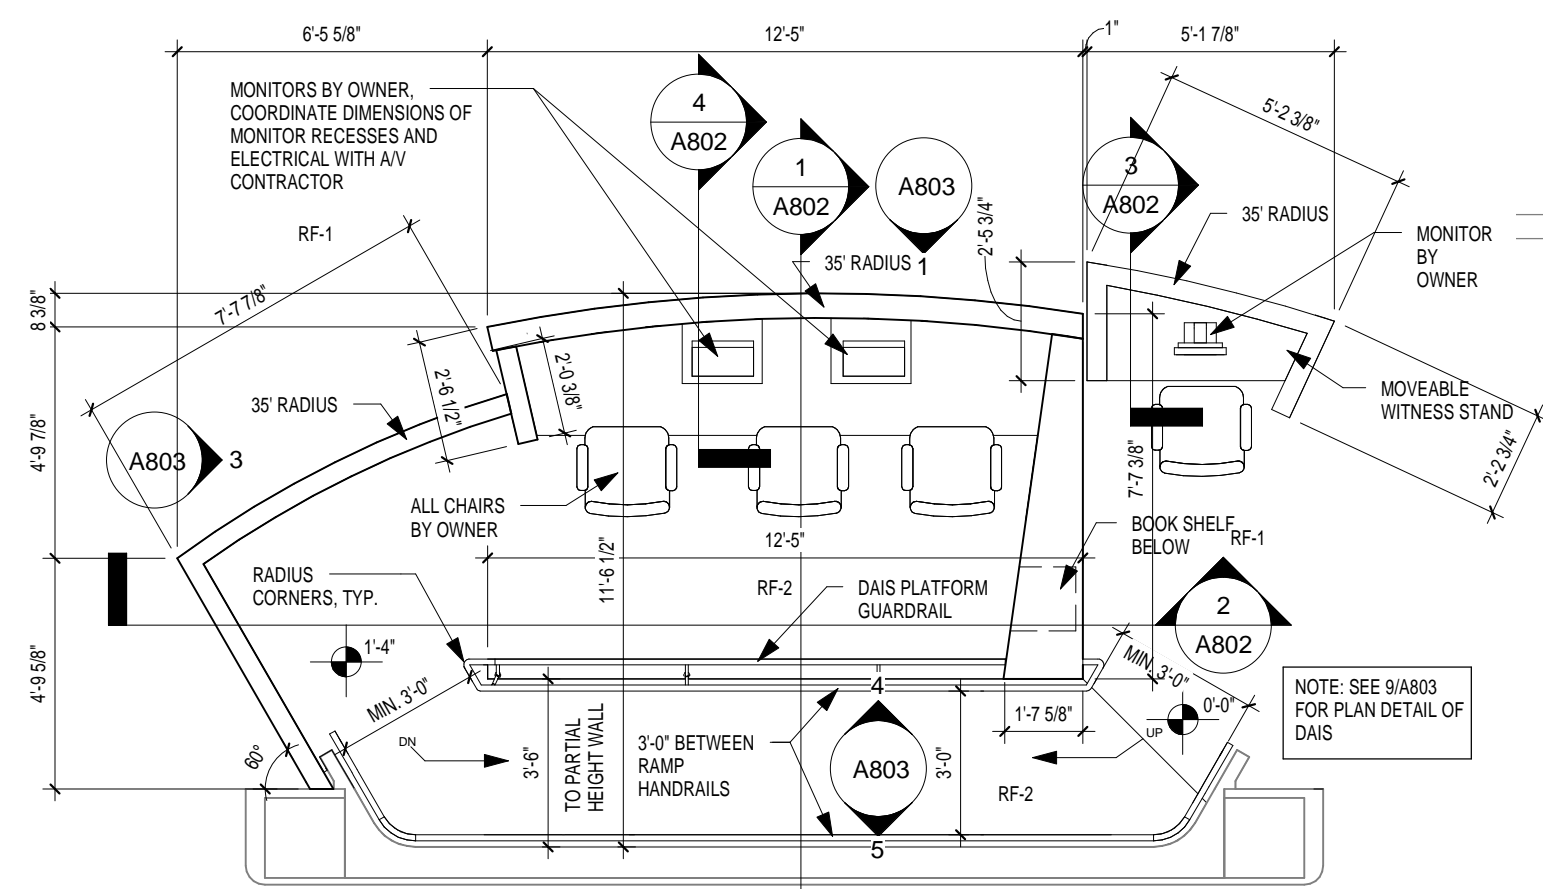 6'-5 5/8"
12'-5"
1"
5'-1 7/8"
MONITORS BY OWNER,
COORDINATE DIMENSIONS OF
MONITOR RECESSES AND
ELECTRICAL WITH A/V
CONTRACTOR
4
A802
1
A802
A803
1
3
A802
5'-2 3/8"
2'-5 3/4"
35' RADIUS
MONITOR
BY
OWNER
RF-1
7'-7 7/8"
35' RADIUS
8 3/8"
2'-6 1/2"
2'-0 3/8"
35' RADIUS
MOVEABLE
WITNESS STAND
4'-9 7/8"
A803
3
7'-7 3/8"
2'-2 3/4"
ALL CHAIRS
BY OWNER
BOOK SHELF
BELOW
RF-1
12'-5"
11'-6 1/2"
RADIUS
CORNERS, TYP.
RF-2
DAIS PLATFORM
GUARDRAIL
2
A802
1'-4"
4'-9 5/8"
MIN. 3'-0"
MIN. 3'-0"
0'-0"
NOTE: SEE 9/A803
FOR PLAN DETAIL OF
DAIS
4
1'-7 5/8"
60°
DN
3'-6"
TO PARTIAL
HEIGHT WALL
3'-0" BETWEEN
RAMP
HANDRAILS
A803
3'-0"
UP
RF-2
5